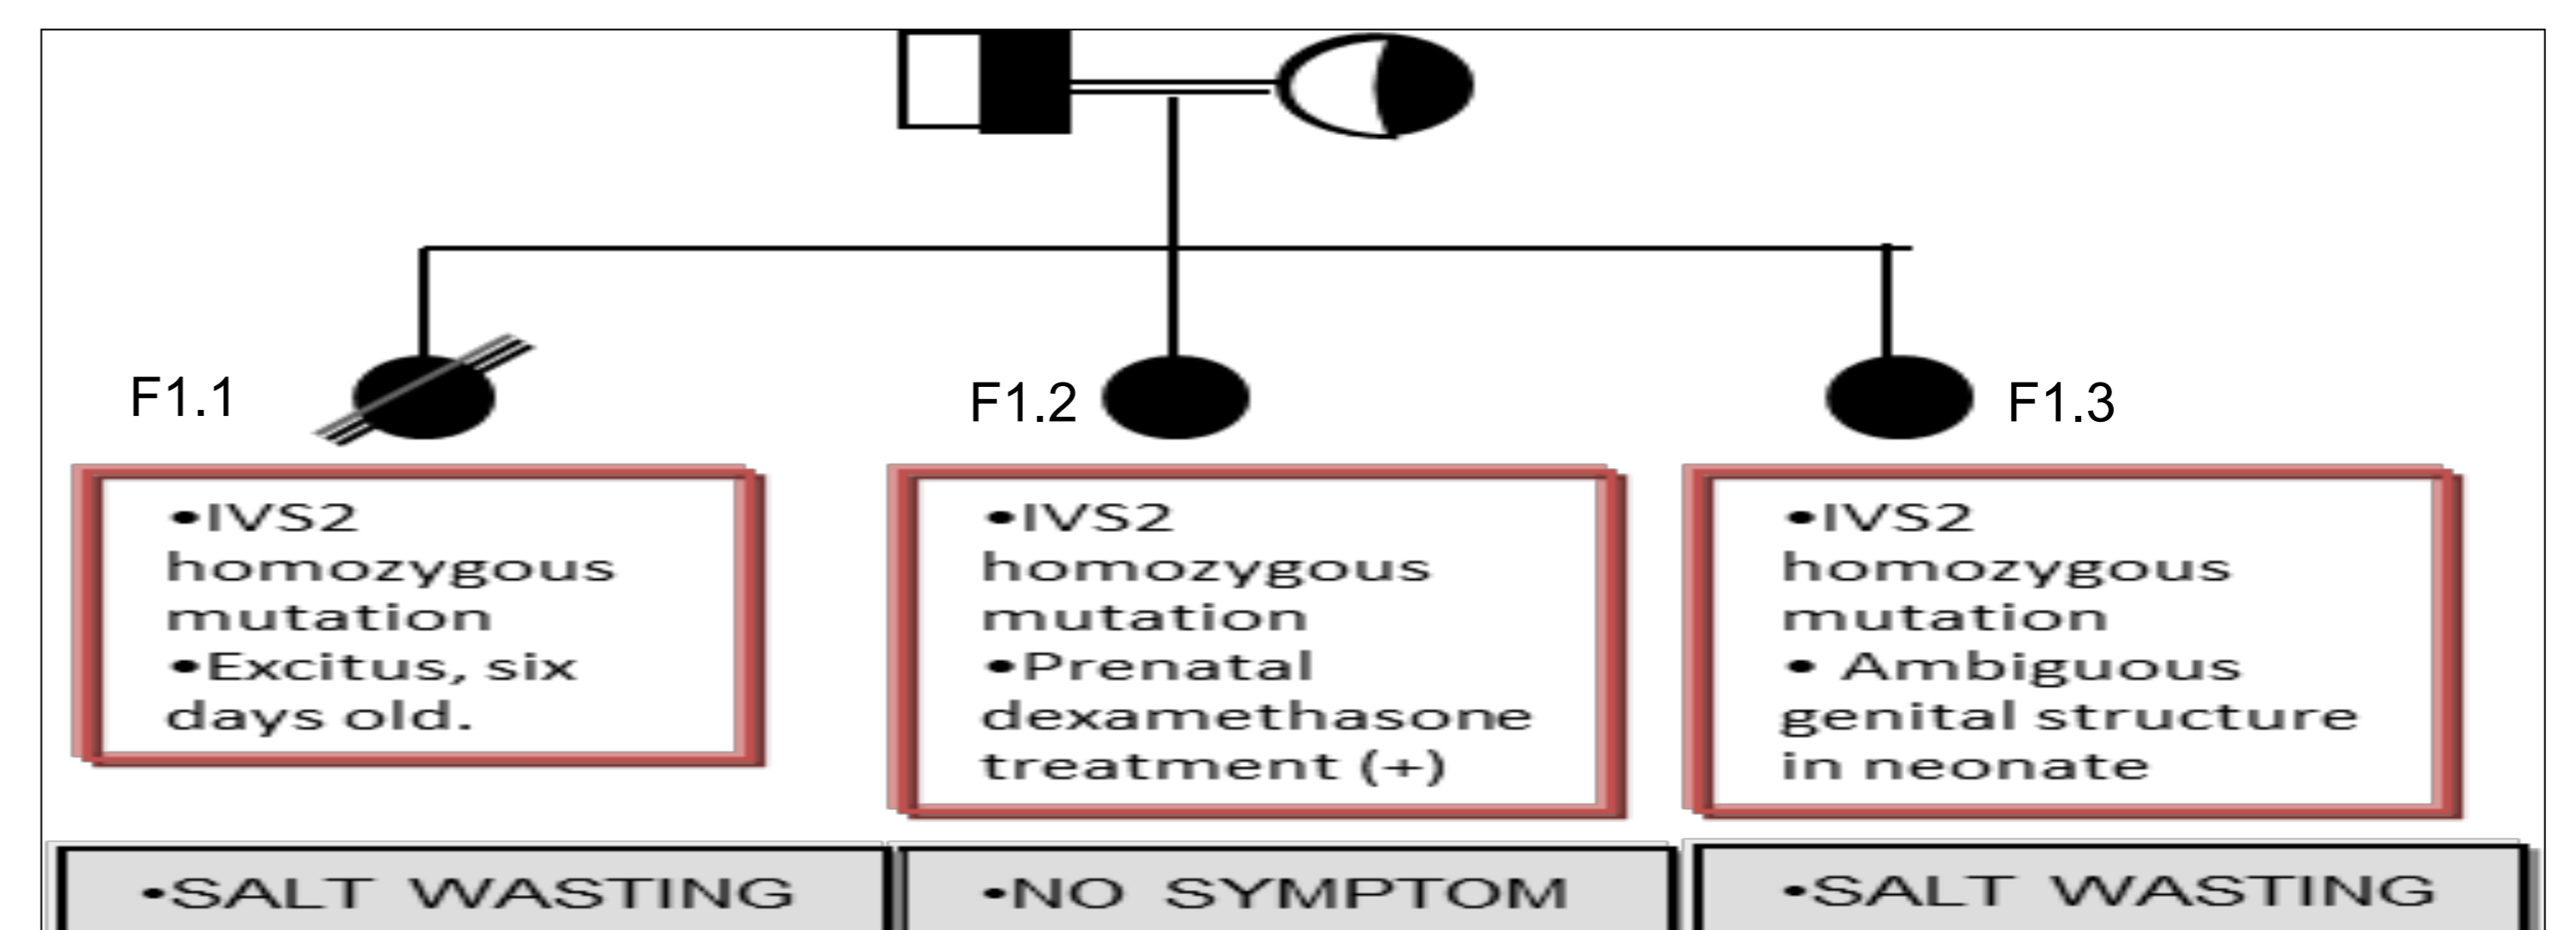 F1.1
F1.2
F1.3
•IVS2
homozygous
mutation
•Excitus, six
days old.
•IVS2
homozygous
mutation
•Prenatal
dexamethasone
treatment (+)
•IVS2
homozygous
mutation
• Ambiguous
genital structure
in neonate
•SALT WASTING
•NO SYMPTOM
•SALT WASTING